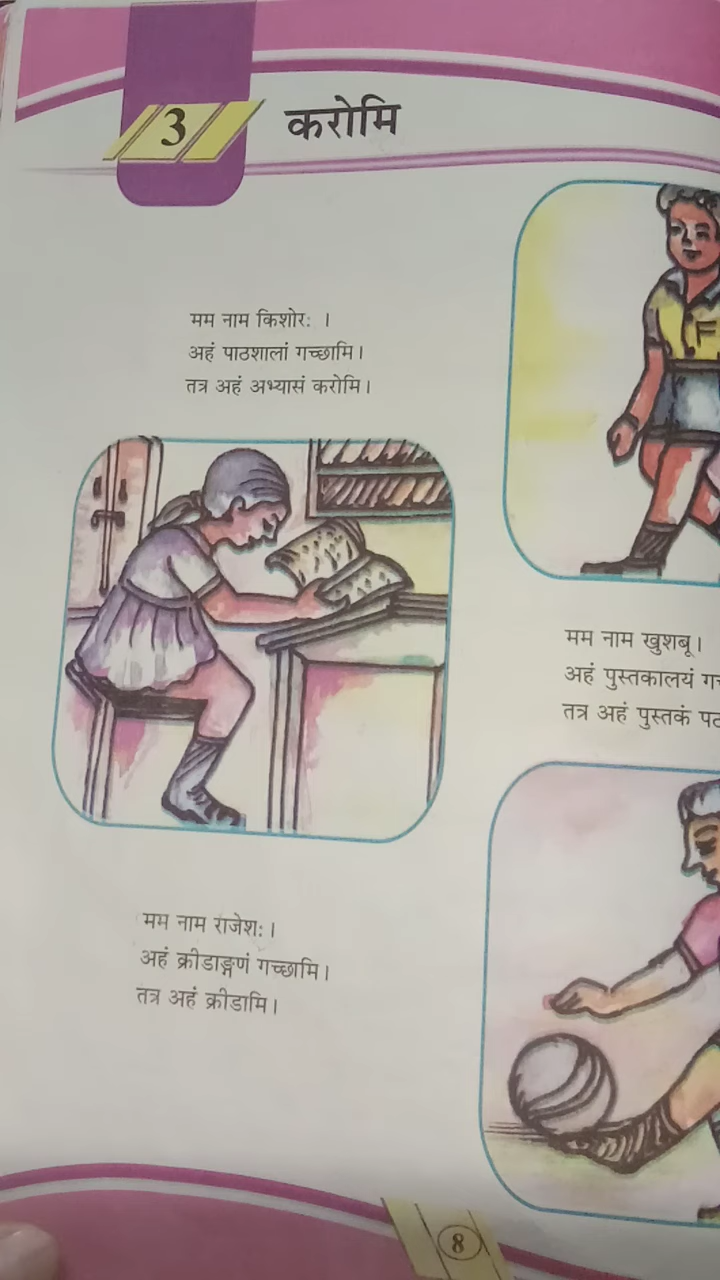 3 करोमि
मम नाम किशोरः ।
अहं पाठशालां गच्छामि।
तत्र अहं अभ्यासं करोमि।
F
मम नाम खुशबू।
अहं पुस्तकालयं
तत्र अहं पुस्तकं
मम नाम राजेशः।
अहं क्रीडाङ्गणं गच्छामि।
तत्र अहं क्रीडामि।
8